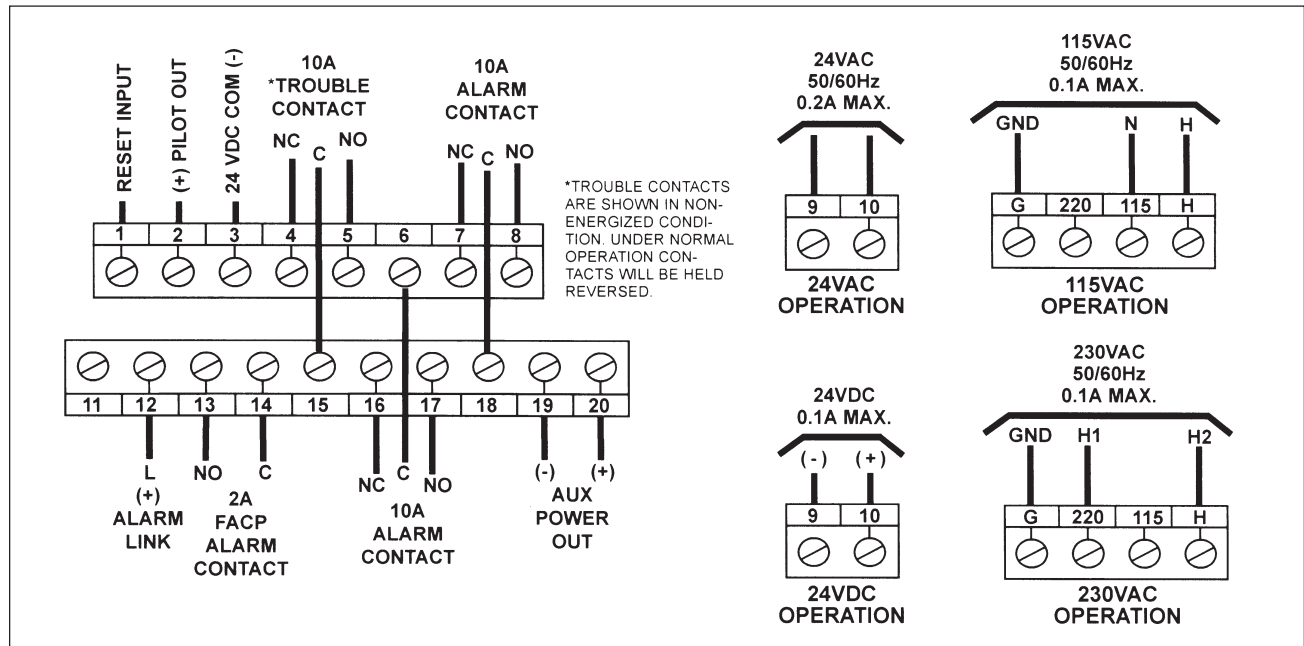 RESET INPUT
(+) PILOT OUT
24 VDC COM (-)
10A
*TROUBLE
CONTACT
NC C NO
10A
ALARM
CONTACT
NC C NO
1 2 3 4 5 6 7 8
*TROUBLE CONTACTS
ARE SHOWN IN NON-
ENERGIZED CONDI-
TION. UNDER NORMAL
OPERATION CON-
TACTS WILL BE HELD
REVERSED.
11 12 13 14 15 16 17 18 19 20
L
(+)
ALARM
LINK
NO C
2A
FACP
ALARM
CONTACT
NC C NO
10A
ALARM
CONTACT
(-) (+)
AUX
POWER
OUT
24VAC
50/60Hz
0.2A MAX.
9 10
24VAC
OPERATION
115VAC
50/60Hz
0.1A MAX.
GND N H
G 220 115 H
115VAC
OPERATION
24VDC
0.1A MAX.
(-) (+)
9 10
24VDC
OPERATION
230VAC
50/60Hz
0.1A MAX.
GND H1 H2
G 220 115 H
230VAC
OPERATION